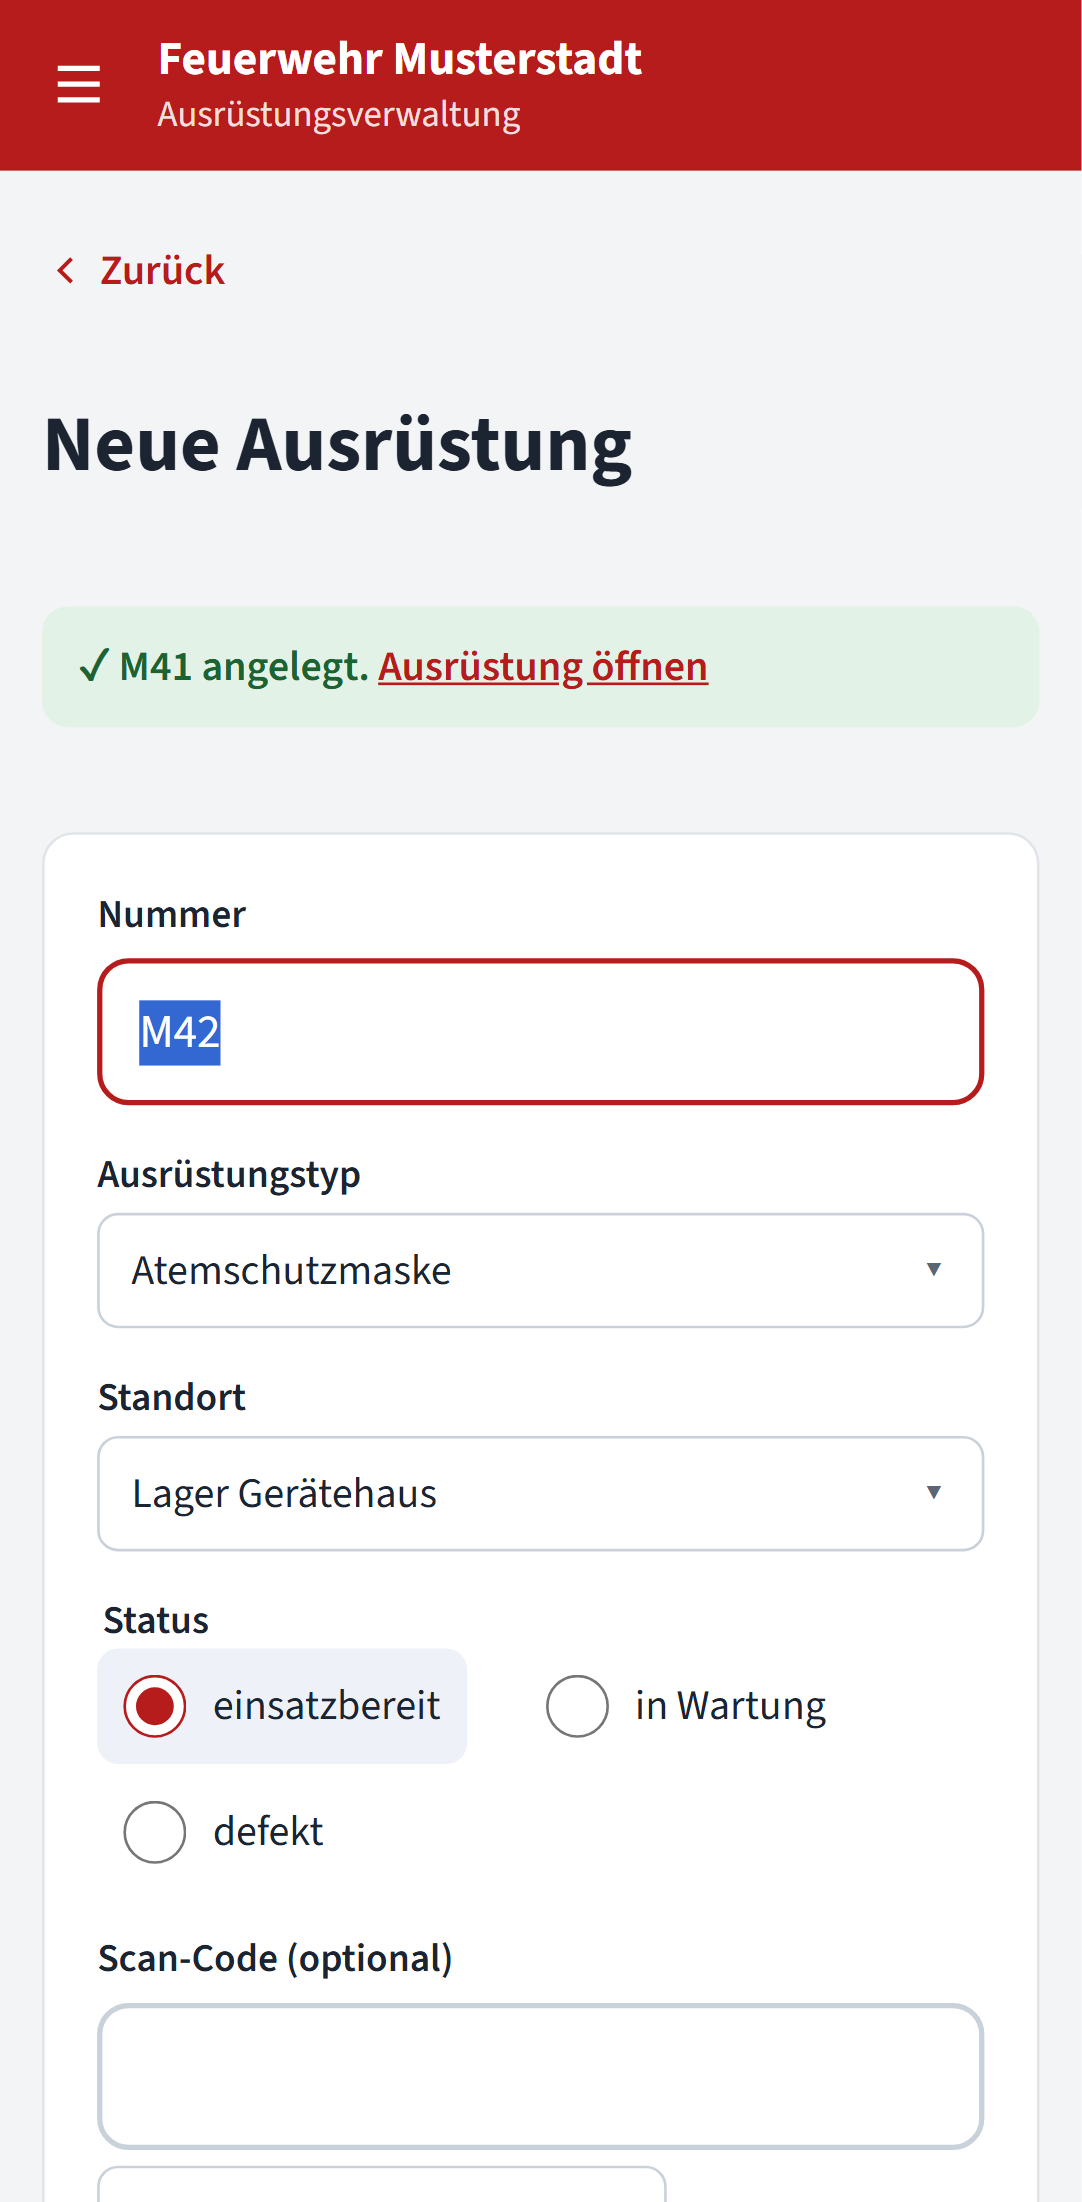 Feuerwehr Musterstadt
Ausrüstungsverwaltung
Zurück
Neue Ausrüstung
✓ M41 angelegt. Ausrüstung öffnen
Nummer
M42
Ausrüstungstyp
Atemschutzmaske
Standort
Lager Gerätehaus
Status
einsatzbereit in Wartung
defekt
Scan-Code (optional)